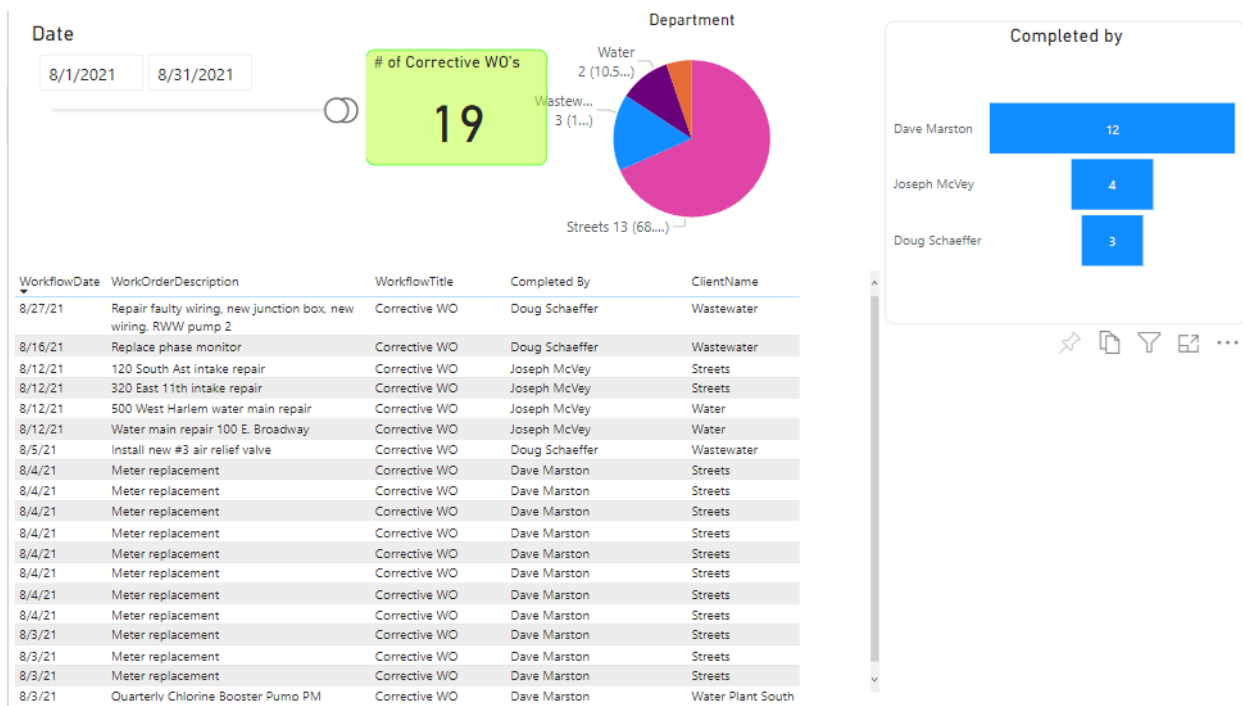 Date
8/1/2021 8/31/2021
# of Corrective WO's
19
Department
Water
2 (10.5...)
Wastew...
3 (1...)
Streets 13 (68....)
Completed by
Dave Marston 12
Joseph McVey 4
Doug Schaeffer 3
WorkflowDate WorkOrderDescription WorkflowTitle Completed By ClientName
8/27/21 Repair faulty wiring, new junction box, new Corrective WO Doug Schaeffer Wastewater
wiring. RWW pump 2
8/16/21 Replace phase monitor Corrective WO Doug Schaeffer Wastewater
8/12/21 120 South Ast intake repair Corrective WO Joseph McVey Streets
8/12/21 320 East 11th intake repair Corrective WO Joseph McVey Streets
8/12/21 500 West Harlem water main repair Corrective WO Joseph McVey Water
8/12/21 Water main repair 100 E. Broadway Corrective WO Joseph McVey Water
8/5/21 Install new #3 air relief valve Corrective WO Doug Schaeffer Wastewater
8/4/21 Meter replacement Corrective WO Dave Marston Streets
8/4/21 Meter replacement Corrective WO Dave Marston Streets
8/4/21 Meter replacement Corrective WO Dave Marston Streets
8/4/21 Meter replacement Corrective WO Dave Marston Streets
8/4/21 Meter replacement Corrective WO Dave Marston Streets
8/4/21 Meter replacement Corrective WO Dave Marston Streets
8/4/21 Meter replacement Corrective WO Dave Marston Streets
8/4/21 Meter replacement Corrective WO Dave Marston Streets
8/3/21 Meter replacement Corrective WO Dave Marston Streets
8/3/21 Meter replacement Corrective WO Dave Marston Streets
8/3/21 Meter replacement Corrective WO Dave Marston Streets
8/3/21 Quarterly Chlorine Booster Pump PM Corrective WO Dave Marston Water Plant South